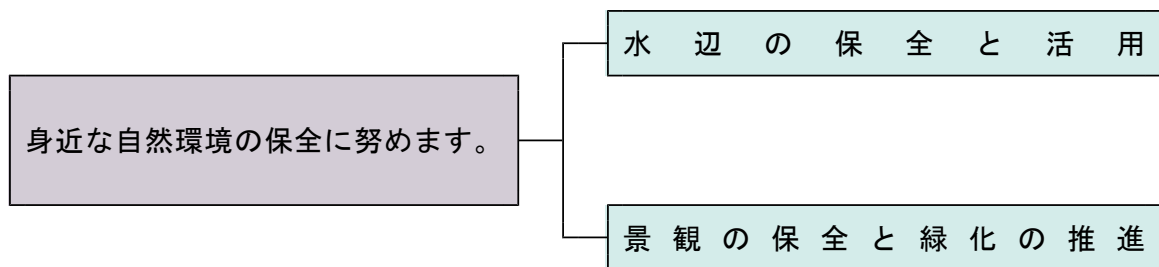 身近な自然環境の保全に努めます。
水辺の保全と活用
景観の保全と緑化の推進